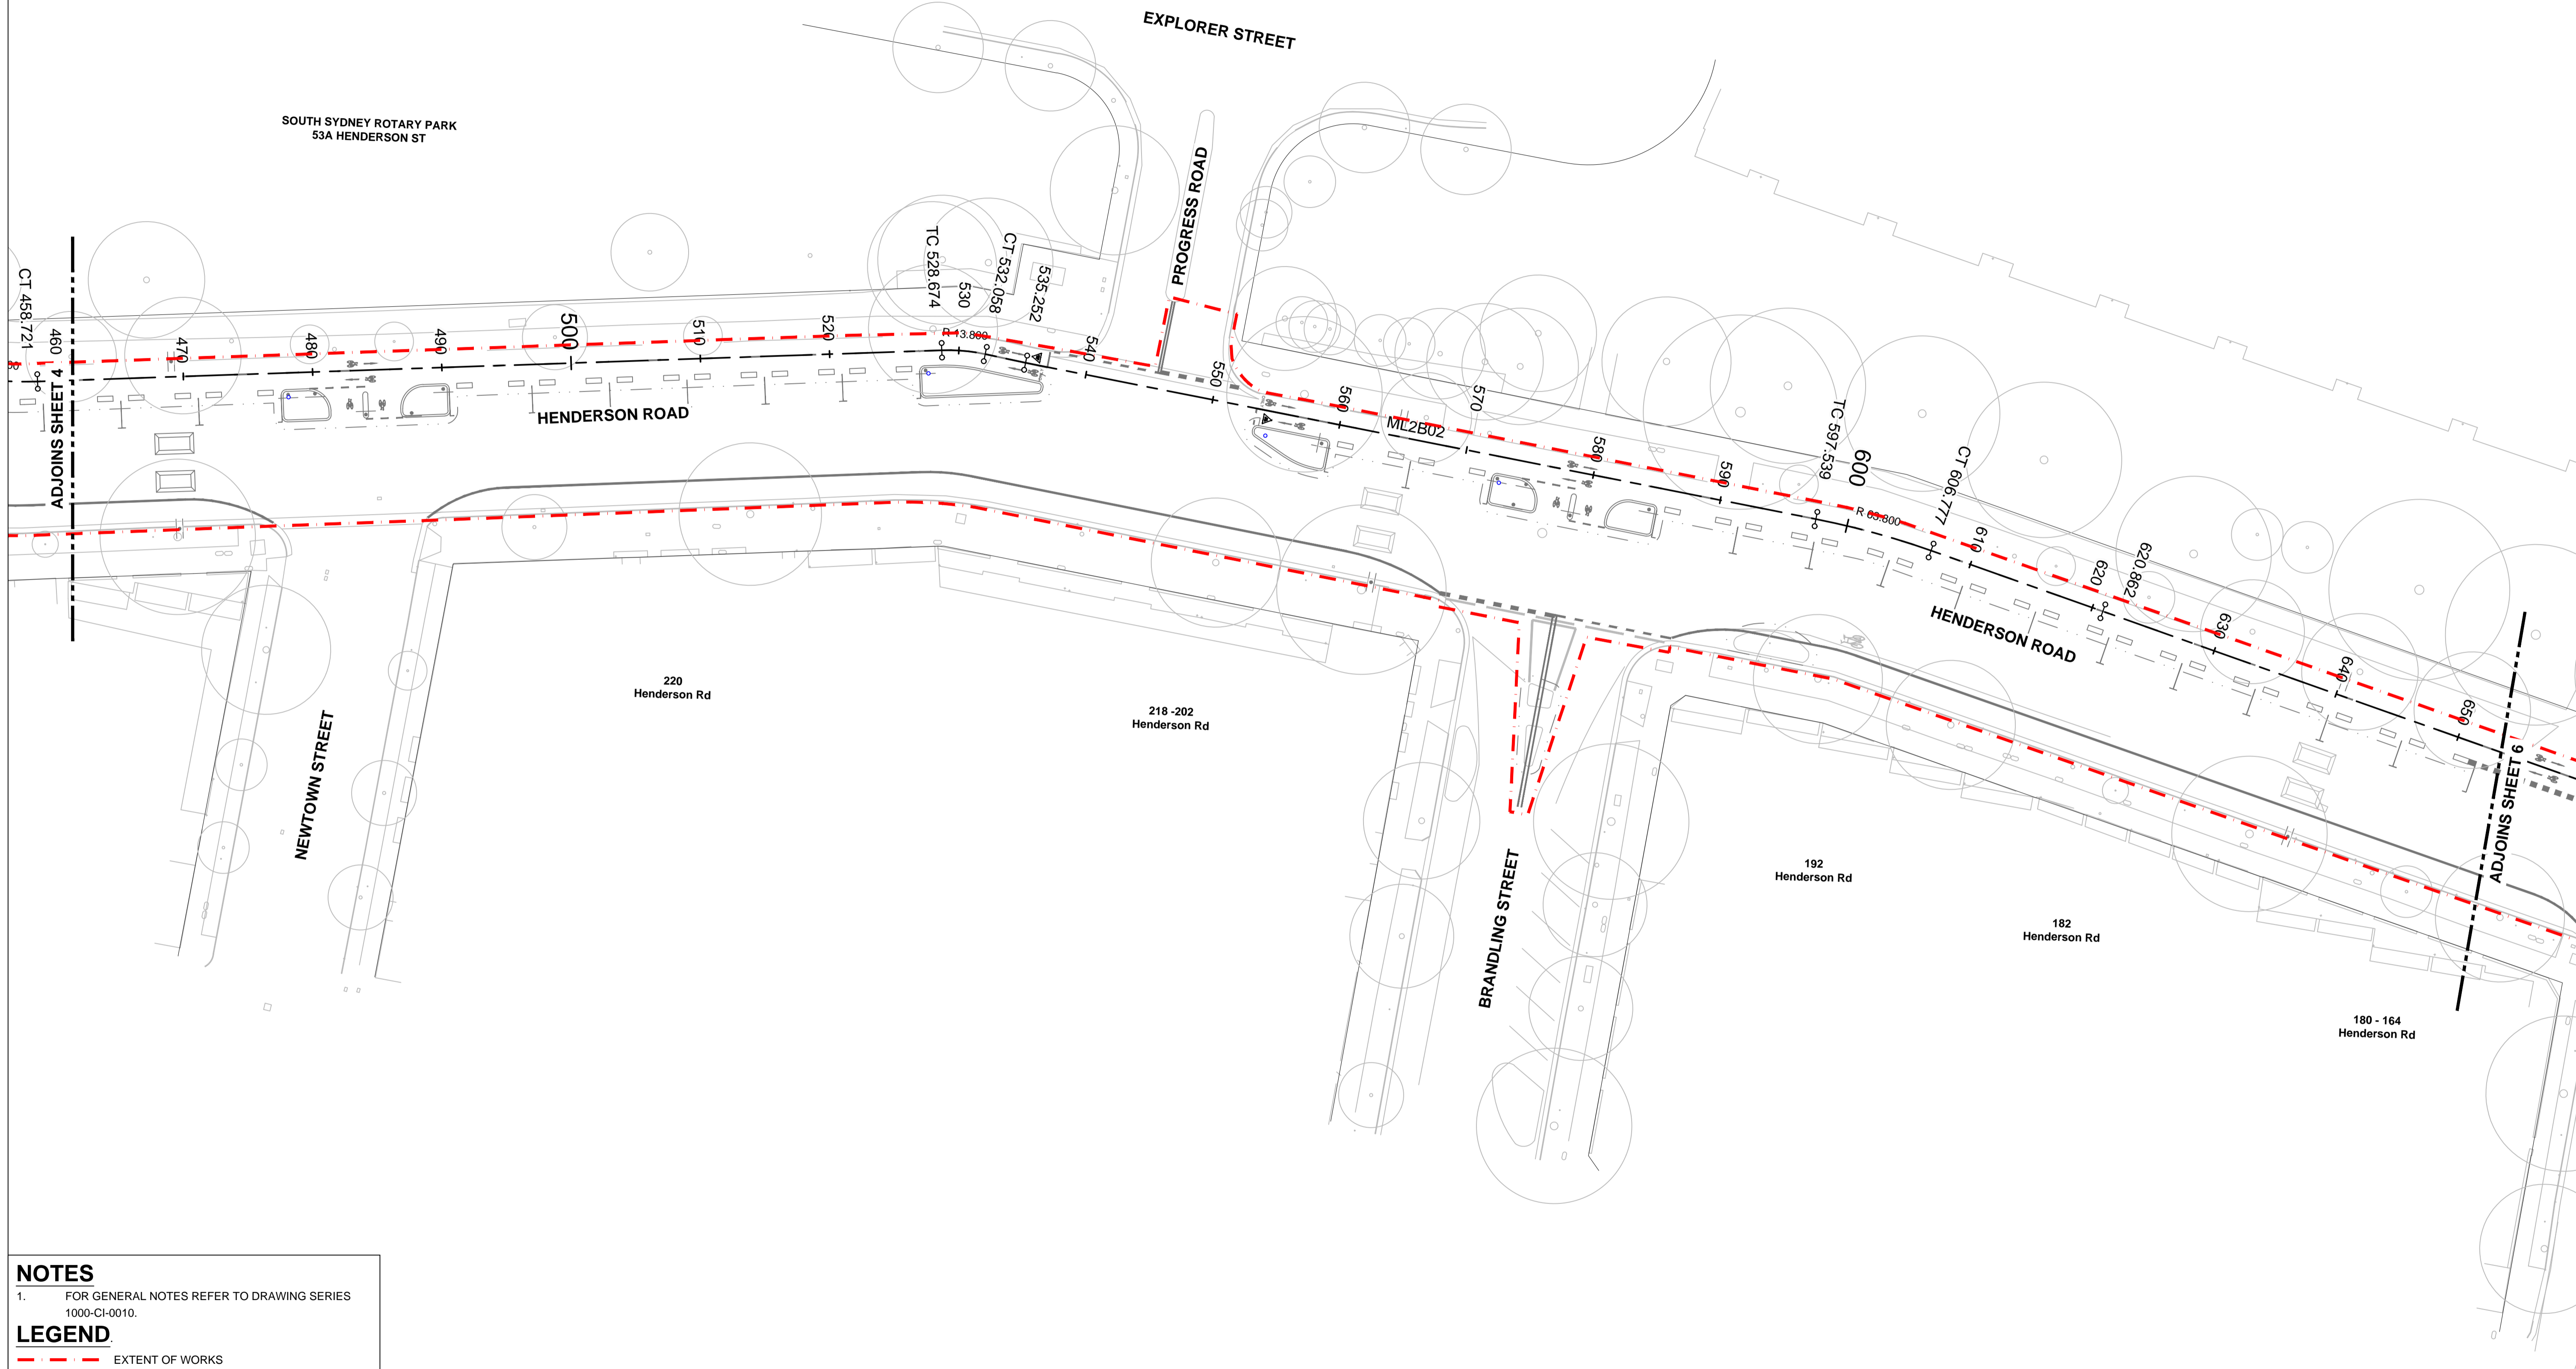 EXPLORER STREET
SOUTH SYDNEY ROTARY PARK
53A HENDERSON ST
PROGRESS ROAD
CT 458.721
460
ADJOINS SHEET 4
470
480
490
500
510
520
TC 528.674
530
CT 532.058
535.252
540
550
560
570
580
590
TC 597.539
600
CT 606.777
610
620
620.862
630
640
650
ADJOINS SHEET 6
ML2B02
HENDERSON ROAD
HENDERSON ROAD
NEWTOWN STREET
220
Henderson Rd
218 -202
Henderson Rd
BRANDLING STREET
192
Henderson Rd
182
Henderson Rd
180 - 164
Henderson Rd
NOTES
1. FOR GENERAL NOTES REFER TO DRAWING SERIES
1000-CI-0010.
LEGEND.
EXTENT OF WORKS